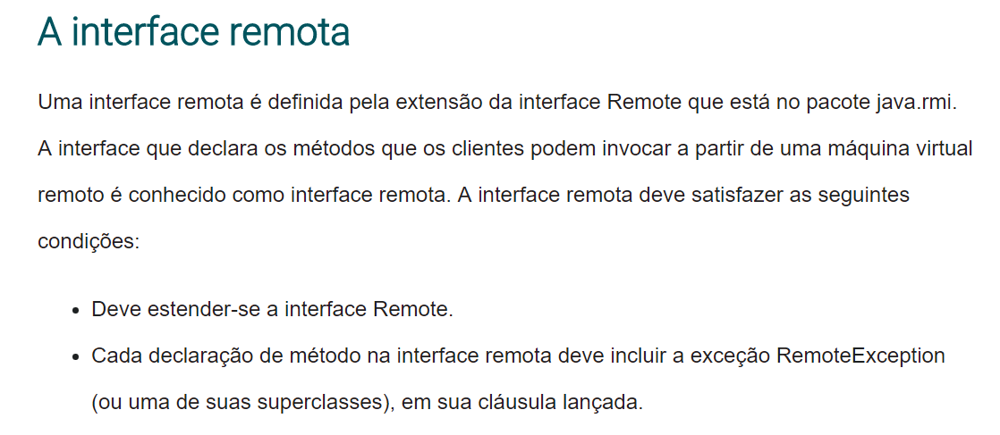 A interface remota
Uma interface remota é definida pela extensão da interface Remote que está no pacote java.rmi.
A interface que declara os métodos que os clientes podem invocar a partir de uma máquina virtual
remoto é conhecido como interface remota. A interface remota deve satisfazer as seguintes
condições:
• Deve estender-se a interface Remote.
• Cada declaração de método na interface remota deve incluir a exceção RemoteException
(ou uma de suas superclasses), em sua cláusula lançada.